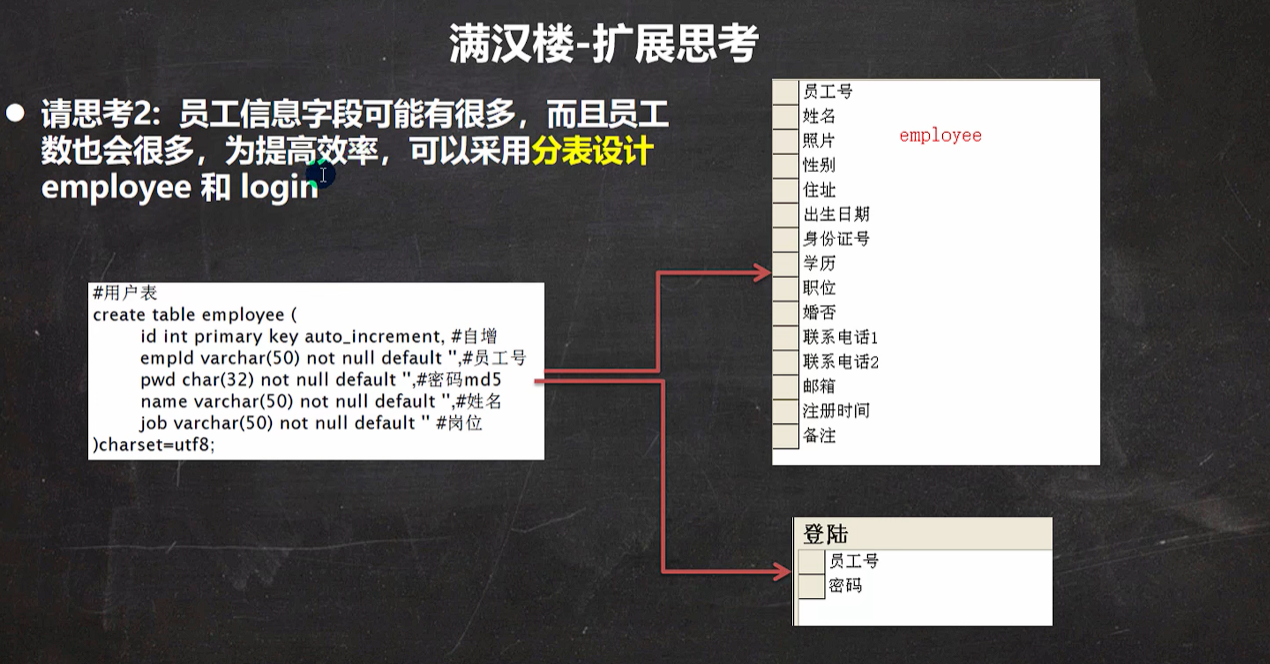 满汉楼-扩展思考
● 请思考2：员工信息字段可能有很多，而且员工
数也会很多，为提高效率，可以采用分表设计
employee 和 login
#用户表
create table employee (
id int primary key auto_increment, #自增
empId varchar(50) not null default '',#员工号
pwd char(32) not null default '',#密码md5
name varchar(50) not null default '',#姓名
job varchar(50) not null default '' #岗位
)charset=utf8;
employee
员工号
姓名
照片
性别
住址
出生日期
身份证号
学历
职位
婚否
联系电话1
联系电话2
邮箱
注册时间
备注
登陆
员工号
密码